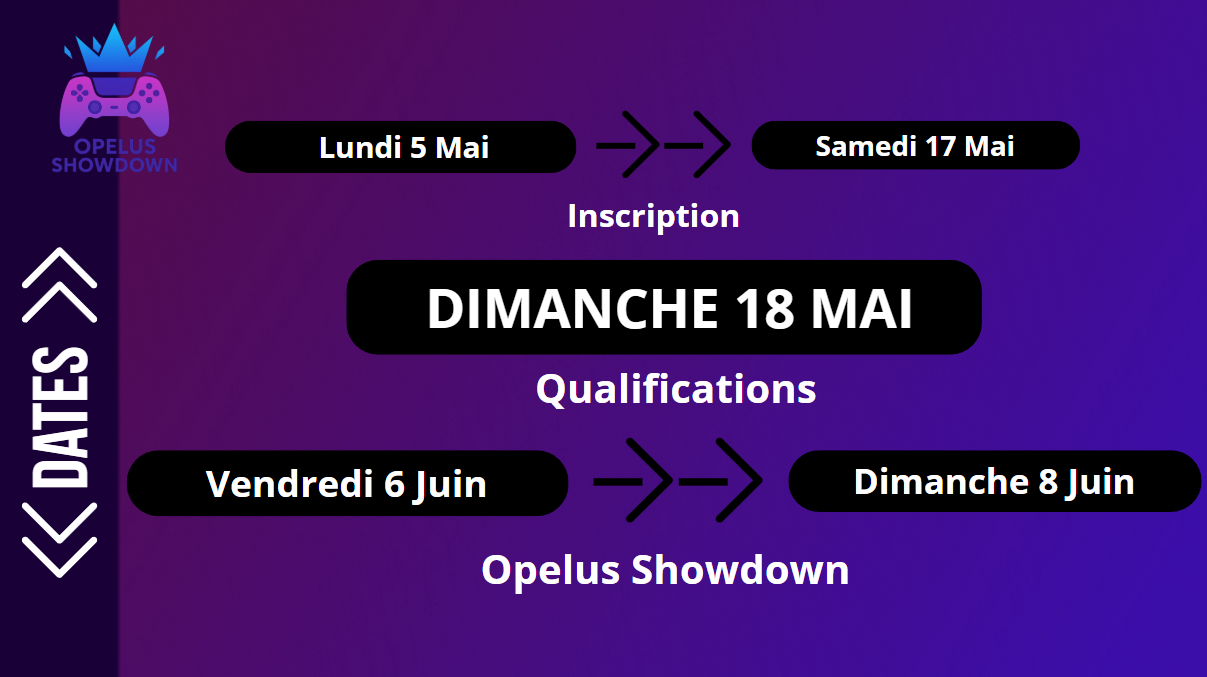 OPELUS
SHOWDOWN
Lundi 5 Mai
Samedi 17 Mai
Inscription
DIMANCHE 18 MAI
Qualifications
DATES
Vendredi 6 Juin
Dimanche 8 Juin
Opelus Showdown